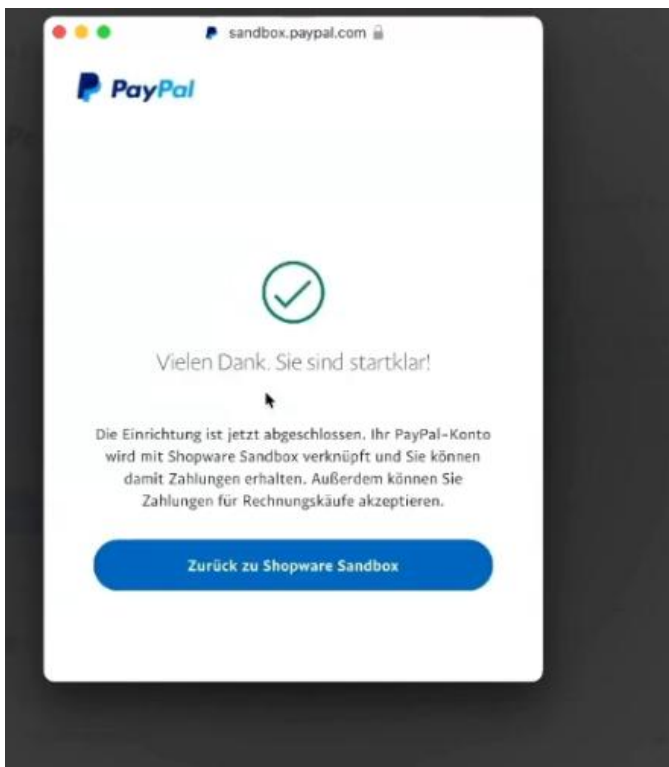 sandbox.paypal.com
PayPal
Vielen Dank. Sie sind startklar!
Die Einrichtung ist jetzt abgeschlossen. Ihr PayPal-Konto
wird mit Shopware Sandbox verknüpft und Sie können
damit Zahlungen erhalten. Außerdem können Sie
Zahlungen für Rechnungskäufe akzeptieren.
Zurück zu Shopware Sandbox